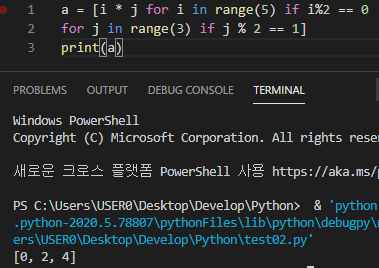 1 a = [i * j for i in range(5) if i%2 == 0
2 for j in range(3) if j % 2 == 1]
3 print(a)
PROBLEMS OUTPUT DEBUG CONSOLE TERMINAL
Windows PowerShell
Copyright (C) Microsoft Corporation. All rights rese
새로운 크로스 플랫폼 PowerShell 사용 https://aka.ms/p
PS C:\Users\USER0\Desktop\Develop\Python> & 'python
.python-2020.5.78807\pythonFiles\lib\python\debugpy\
ers\USER0\Desktop\Develop\Python\test02.py'
[0, 2, 4]